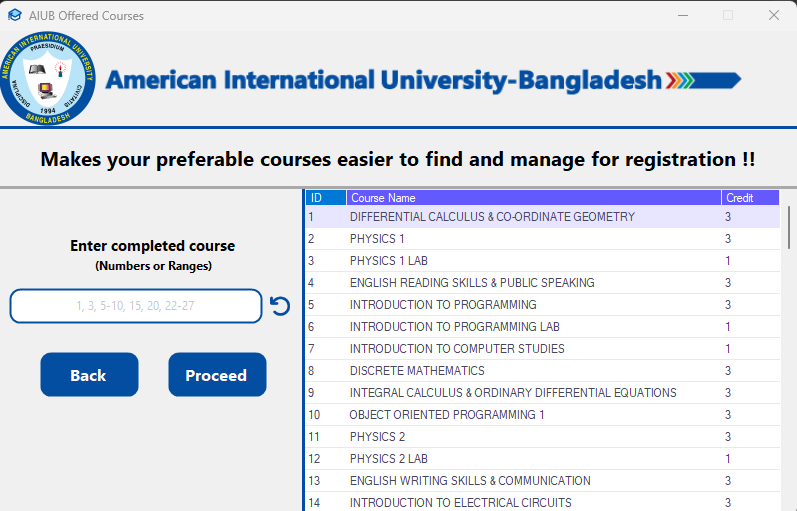 AIUB Offered Courses
AMERICAN INTERNATIONAL UNIVERSITY
PRAESIDIUM
DISCIPLINA
CIVITATIS
1994
BANGLADESH
American International University-Bangladesh
Makes your preferable courses easier to find and manage for registration !!
Enter completed course
(Numbers or Ranges)
1, 3, 5-10, 15, 20, 22-27
Back Proceed
ID Course Name Credit
1 DIFFERENTIAL CALCULUS & CO-ORDINATE GEOMETRY 3
2 PHYSICS 1 3
3 PHYSICS 1 LAB 1
4 ENGLISH READING SKILLS & PUBLIC SPEAKING 3
5 INTRODUCTION TO PROGRAMMING 3
6 INTRODUCTION TO PROGRAMMING LAB 1
7 INTRODUCTION TO COMPUTER STUDIES 1
8 DISCRETE MATHEMATICS 3
9 INTEGRAL CALCULUS & ORDINARY DIFFERENTIAL EQUATIONS 3
10 OBJECT ORIENTED PROGRAMMING 1 3
11 PHYSICS 2 3
12 PHYSICS 2 LAB 1
13 ENGLISH WRITING SKILLS & COMMUNICATION 3
14 INTRODUCTION TO ELECTRICAL CIRCUITS 3